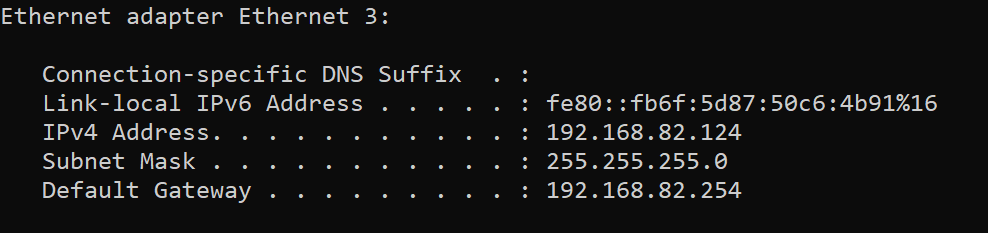 Ethernet adapter Ethernet 3:
Connection-specific DNS Suffix  . :
Link-local IPv6 Address . . . . . : fe80::fb6f:5d87:50c6:4b91%16
IPv4 Address. . . . . . . . . . . : 192.168.82.124
Subnet Mask . . . . . . . . . . . : 255.255.255.0
Default Gateway . . . . . . . . . : 192.168.82.254